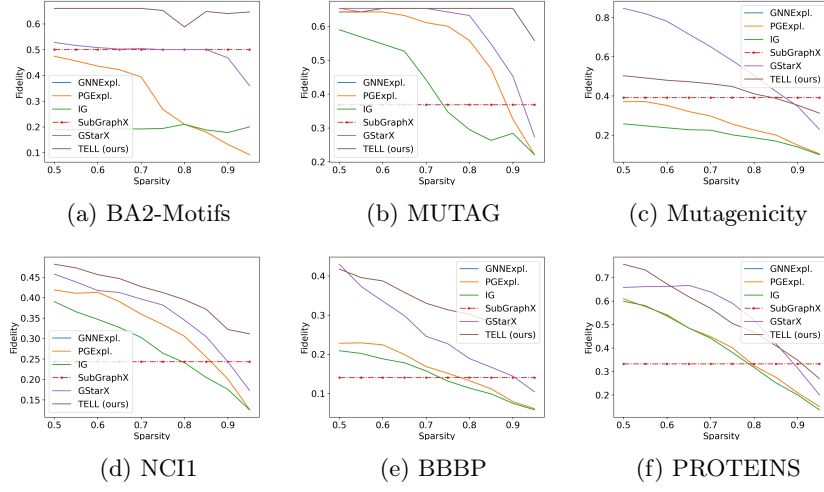 0.6
0.5
0.4
0.3
0.2
0.1
Fidelity
GNNExpl.
PGExpl.
IG
SubGraphX
GStarX
TELL (ours)
0.5 0.6 0.7 0.8 0.9
Sparsity
(a) BA2-Motifs
0.6
0.5
0.4
0.3
0.2
Fidelity
GNNExpl.
PGExpl.
IG
SubGraphX
GStarX
TELL (ours)
0.5 0.6 0.7 0.8 0.9
Sparsity
(b) MUTAG
0.8
0.6
0.4
0.2
Fidelity
GNNExpl.
PGExpl.
IG
SubGraphX
GStarX
TELL (ours)
0.5 0.6 0.7 0.8 0.9
Sparsity
(c) Mutagenicity
0.45
0.40
0.35
0.30
0.25
0.20
0.15
Fidelity
GNNExpl.
PGExpl.
IG
SubGraphX
GStarX
TELL (ours)
0.5 0.6 0.7 0.8 0.9
Sparsity
(d) NCI1
0.4
0.3
0.2
0.1
Fidelity
GNNExpl.
PGExpl.
IG
SubGraphX
GStarX
TELL (ours)
0.5 0.6 0.7 0.8 0.9
Sparsity
(e) BBBP
0.7
0.6
0.5
0.4
0.3
0.2
Fidelity
GNNExpl.
PGExpl.
IG
SubGraphX
GStarX
TELL (ours)
0.5 0.6 0.7 0.8 0.9
Sparsity
(f) PROTEINS